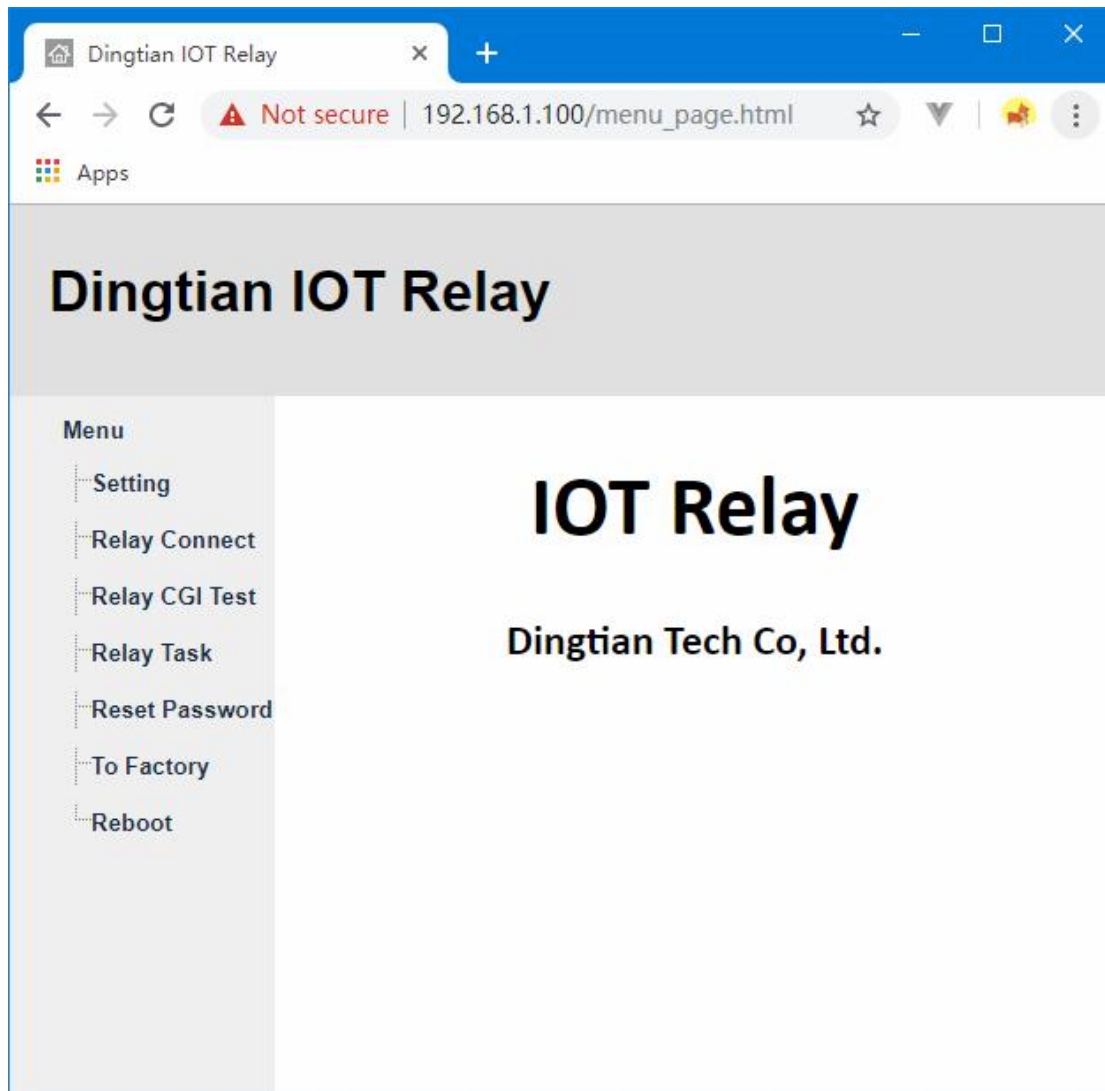 Dingtian IOT Relay
Not secure | 192.168.1.100/menu_page.html
Apps
Dingtian IOT Relay
Menu
Setting
Relay Connect
Relay CGI Test
Relay Task
Reset Password
To Factory
Reboot
IOT Relay
Dingtian Tech Co, Ltd.